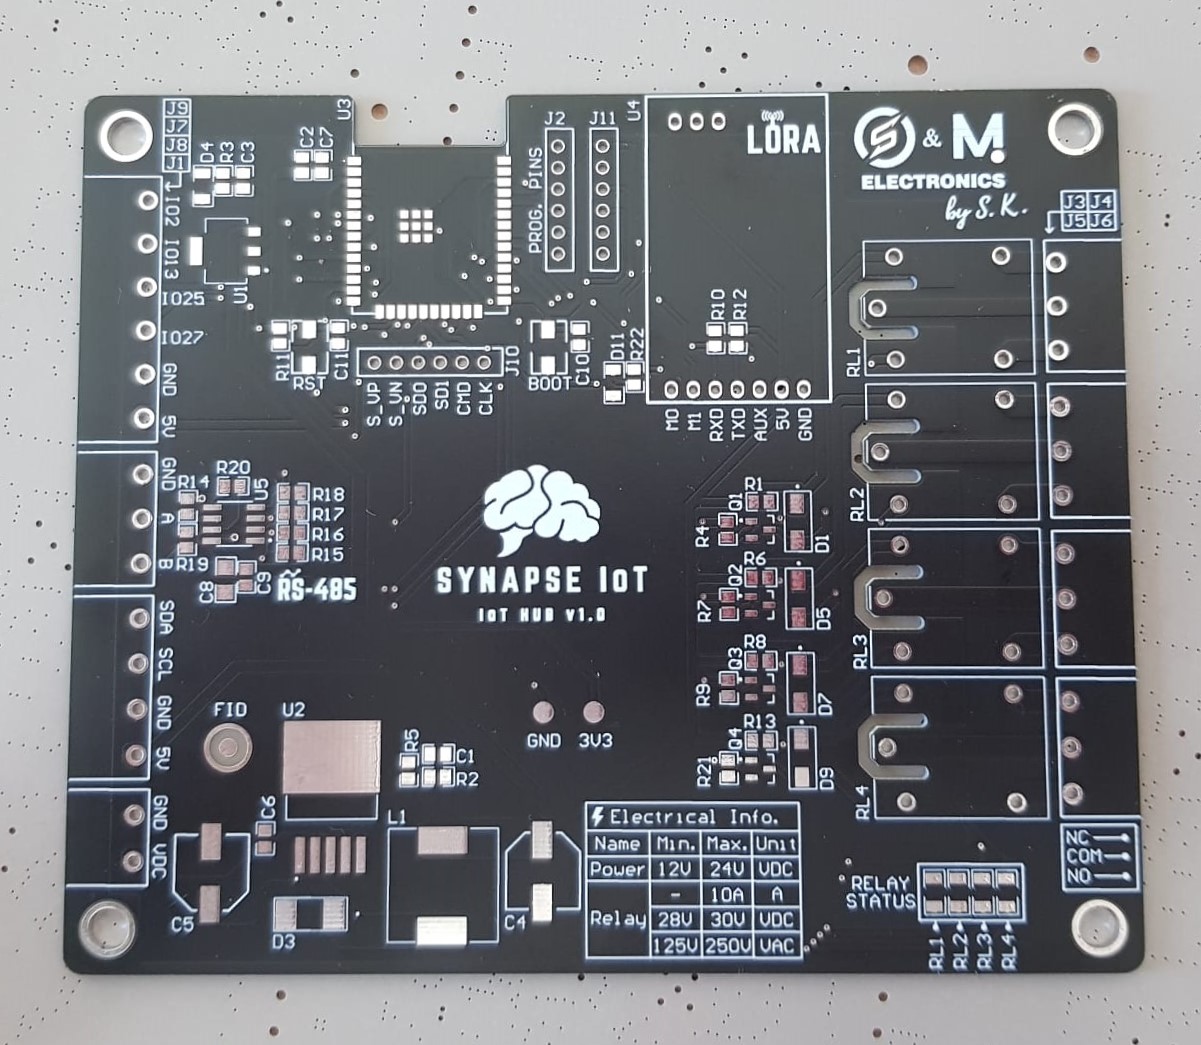 J9
J7
J8
J1
D4
R3
C3
C2
C7
U3
J2
J11
U4
LORA
S & M.
ELECTRONICS
by S. K.
J3 J4
J5 J6
PROG. PINS
IO2
IO13
IO25
IO27
GND
5V
U1
R11
RST
C11
J10
BOOT
C10
D11
R22
R10
R12
S_VP
S_VN
SD0
SD1
CMD
CLK
M0
M1
RXD
TXD
AUX
5V
GND
RL1
RL2
RL3
RL4
GND
A
B
R14
R20
U5
R18
R17
R16
R15
R19
C8
C9
RS-485
SYNAPSE IoT
IoT HUB v1.0
Q1
R1
R4
D1
Q2
R6
R7
D5
Q3
R8
R9
D7
Q4
R13
R21
D9
SDA
SCL
GND
5V
FID
U2
GND
3V3
R5
C1
R2
GND
VDC
C6
C5
L1
C4
D3
Electrical Info.
Name Min. Max. Unit
Power 12V 24V VDC
- 10A A
Relay 28V 30V VDC
125V 250V VAC
RELAY
STATUS
RL1
RL2
RL3
RL4
NC
COM
NO